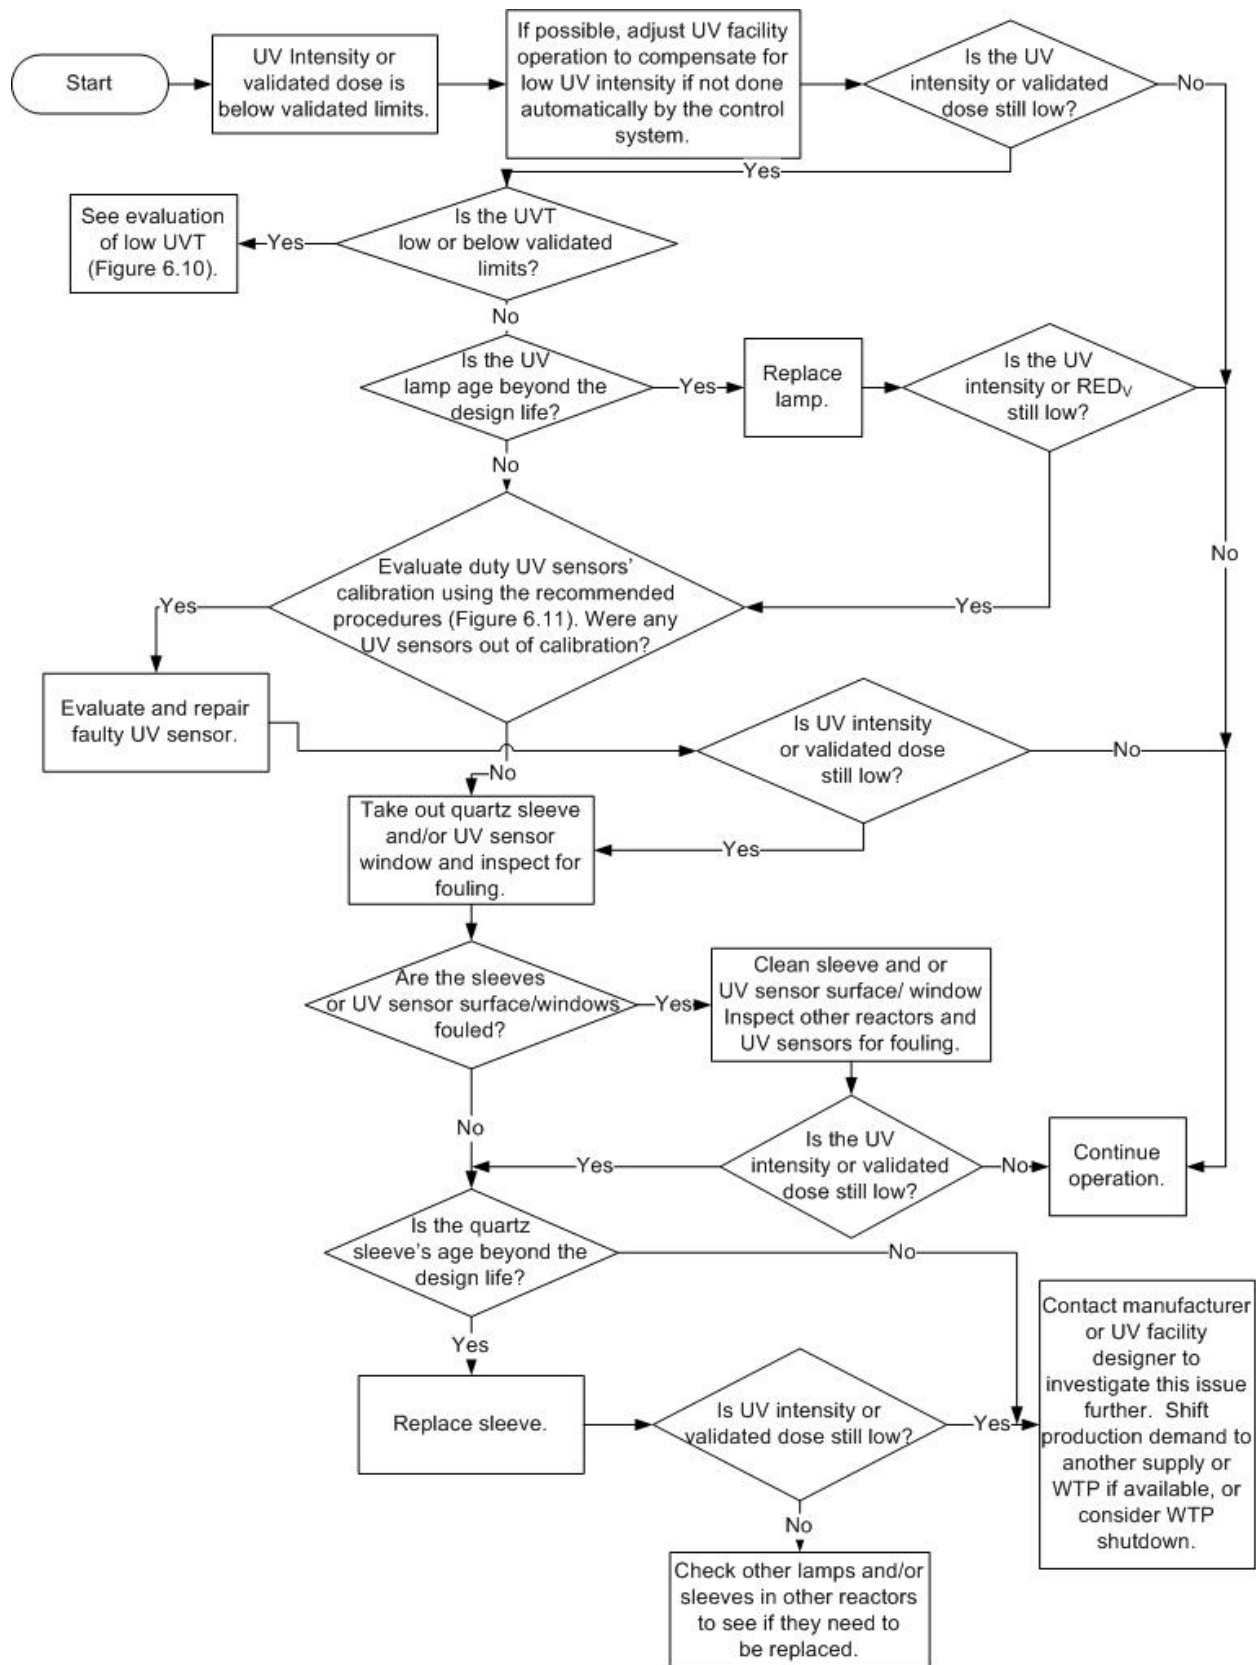 Start
UV Intensity or
validated dose is
below validated limits.
If possible, adjust UV facility
operation to compensate for
low UV intensity if not done
automatically by the control
system.
Is the UV
intensity or validated
dose still low?
No
Yes
See evaluation
of low UVT
(Figure 6.10).
Yes
Is the UVT
low or below validated
limits?
No
Is the UV
lamp age beyond the
design life?
Yes
Replace
lamp.
Is the UV
intensity or REDV
still low?
No
No
Evaluate duty UV sensors'
calibration using the recommended
procedures (Figure 6.11). Were any
UV sensors out of calibration?
Yes
Yes
Evaluate and repair
faulty UV sensor.
Is UV intensity
or validated dose
still low?
No
No
Take out quartz sleeve
and/or UV sensor
window and inspect for
fouling.
Yes
Are the sleeves
or UV sensor surface/windows
fouled?
Yes
Clean sleeve and or
UV sensor surface/ window
Inspect other reactors and
UV sensors for fouling.
No
Is the UV
intensity or validated
dose still low?
Yes
No
Continue
operation.
Is the quartz
sleeve's age beyond the
design life?
No
Yes
Replace sleeve.
Is UV intensity or
validated dose still low?
Yes
Contact manufacturer
or UV facility
designer to
investigate this issue
further. Shift
production demand to
another supply or
WTP if available, or
consider WTP
shutdown.
No
Check other lamps and/or
sleeves in other reactors
to see if they need to
be replaced.